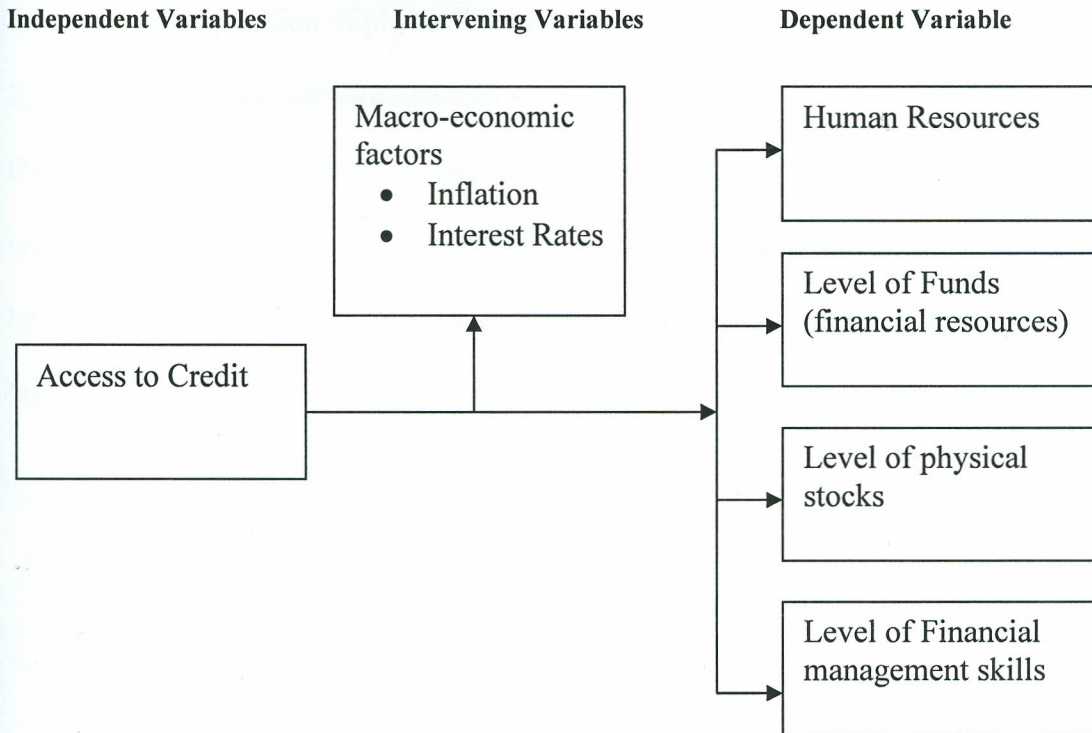 Independent Variables Intervening Variables Dependent Variable
Macro-economic
factors
• Inflation
• Interest Rates
Access to Credit
Human Resources
Level of Funds
(financial resources)
Level of physical
stocks
Level of Financial
management skills